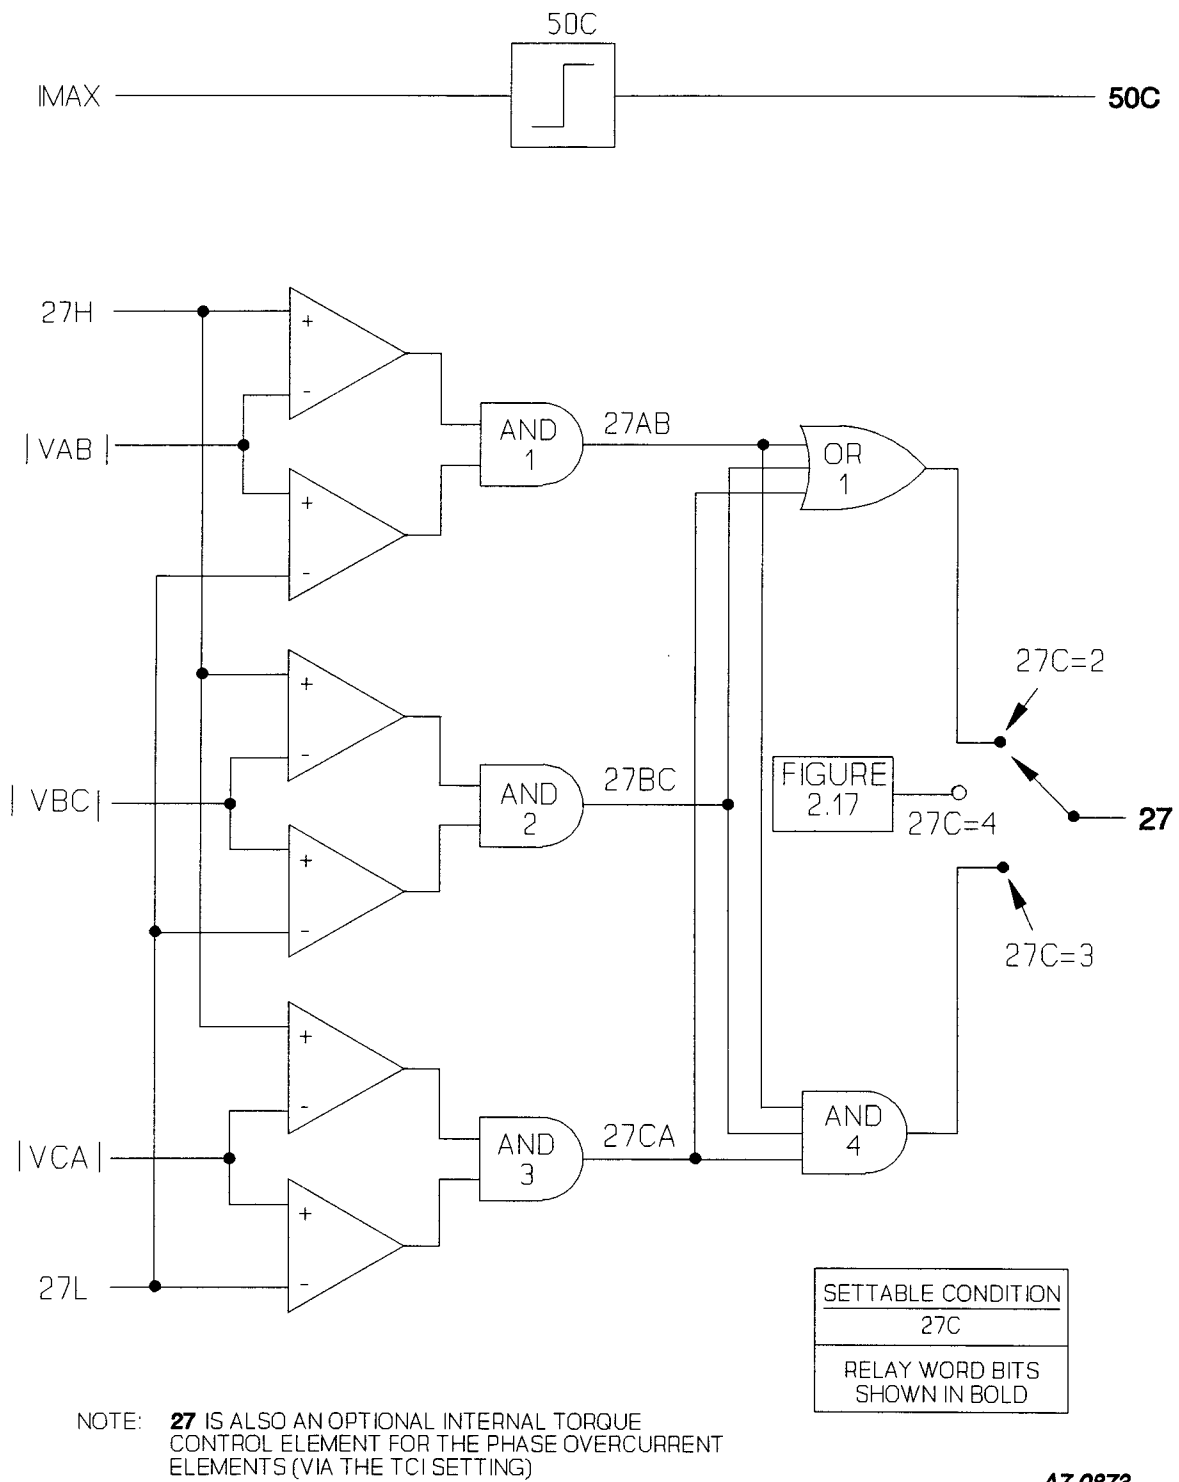 50C
IMAX
50C
27H
+
-
|VAB|
AND
1
27AB
OR
1
+
-
27C=2
+
-
FIGURE
2.17
27C=4
27
|VBC|
AND
2
27BC
+
-
27C=3
+
-
AND
4
|VCA|
AND
3
27CA
+
-
27L
SETTABLE CONDITION
27C
RELAY WORD BITS
SHOWN IN BOLD
NOTE: 27 IS ALSO AN OPTIONAL INTERNAL TORQUE
CONTROL ELEMENT FOR THE PHASE OVERCURRENT
ELEMENTS (VIA THE TCI SETTING)